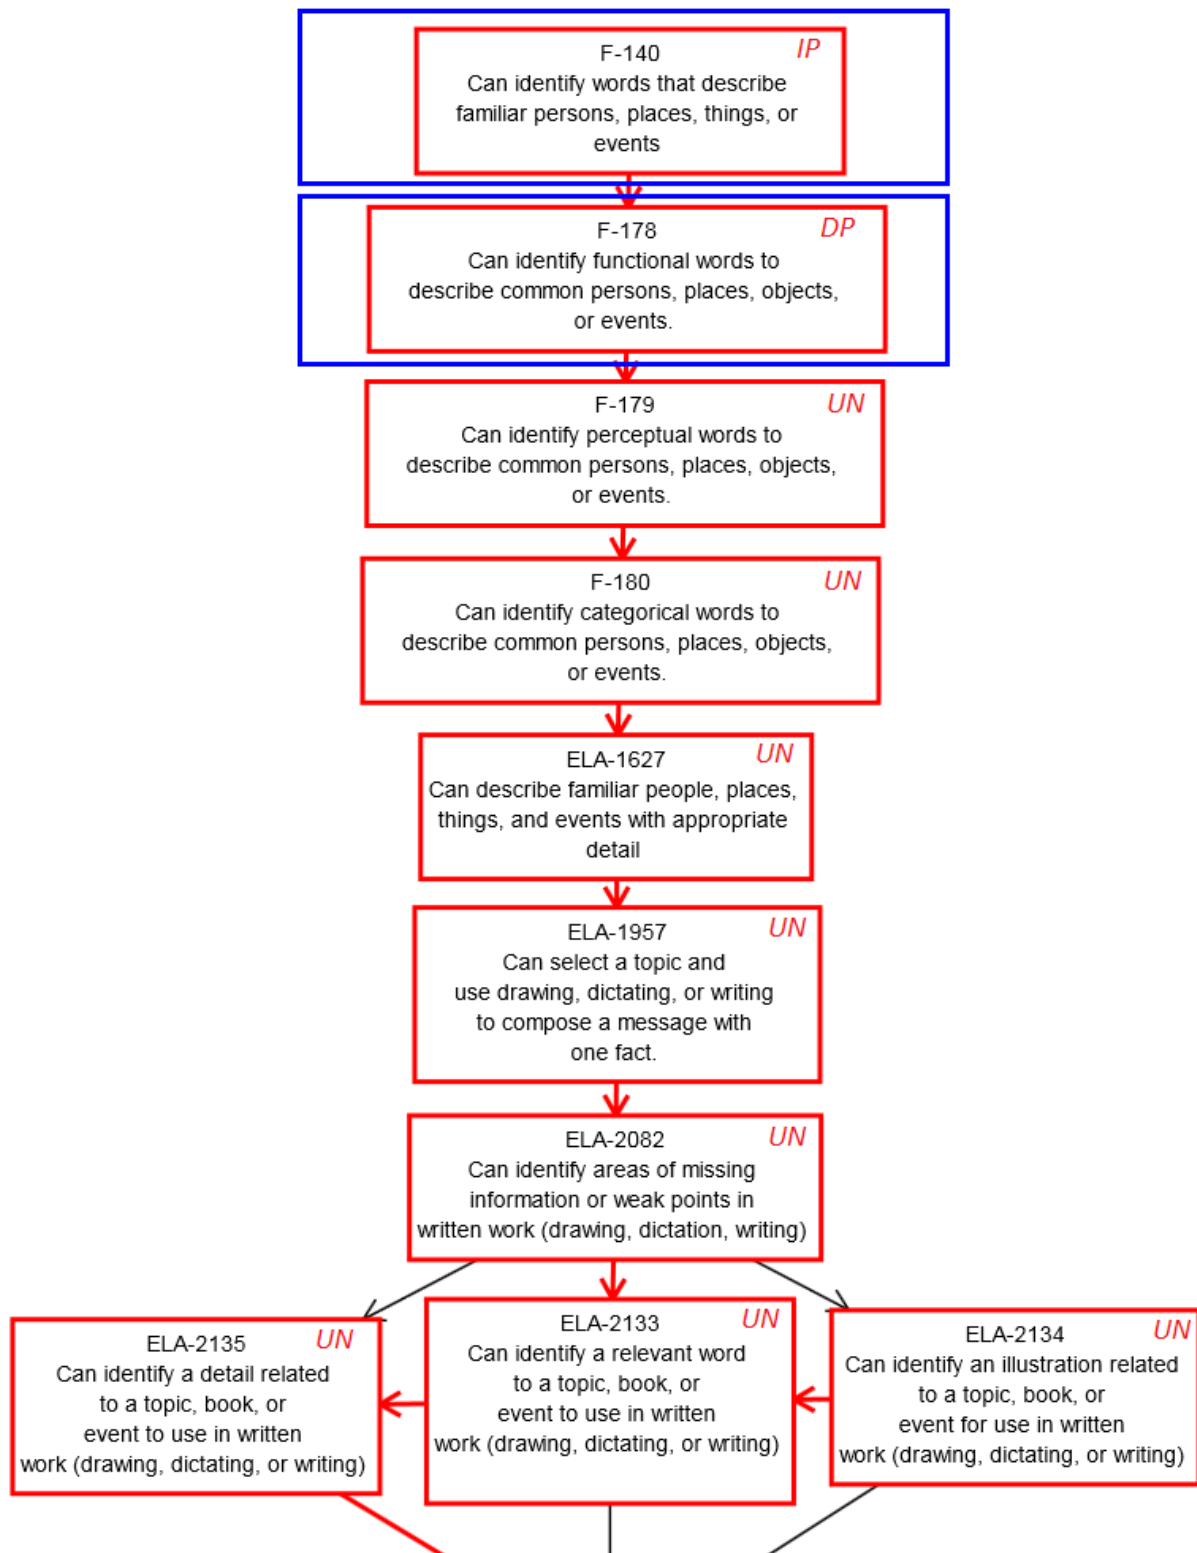 F-140
IP
Can identify words that describe
familiar persons, places, things, or
events
F-178
DP
Can identify functional words to
describe common persons, places, objects,
or events.
F-179
UN
Can identify perceptual words to
describe common persons, places, objects,
or events.
F-180
UN
Can identify categorical words to
describe common persons, places, objects,
or events.
ELA-1627
UN
Can describe familiar people, places,
things, and events with appropriate
detail
ELA-1957
UN
Can select a topic and
use drawing, dictating, or writing
to compose a message with
one fact.
ELA-2082
UN
Can identify areas of missing
information or weak points in
written work (drawing, dictation, writing)
ELA-2135
UN
Can identify a detail related
to a topic, book, or
event to use in written
work (drawing, dictating, or writing)
ELA-2133
UN
Can identify a relevant word
to a topic, book, or
event to use in written
work (drawing, dictating, or writing)
ELA-2134
UN
Can identify an illustration related
to a topic, book, or
event for use in written
work (drawing, dictating, or writing)